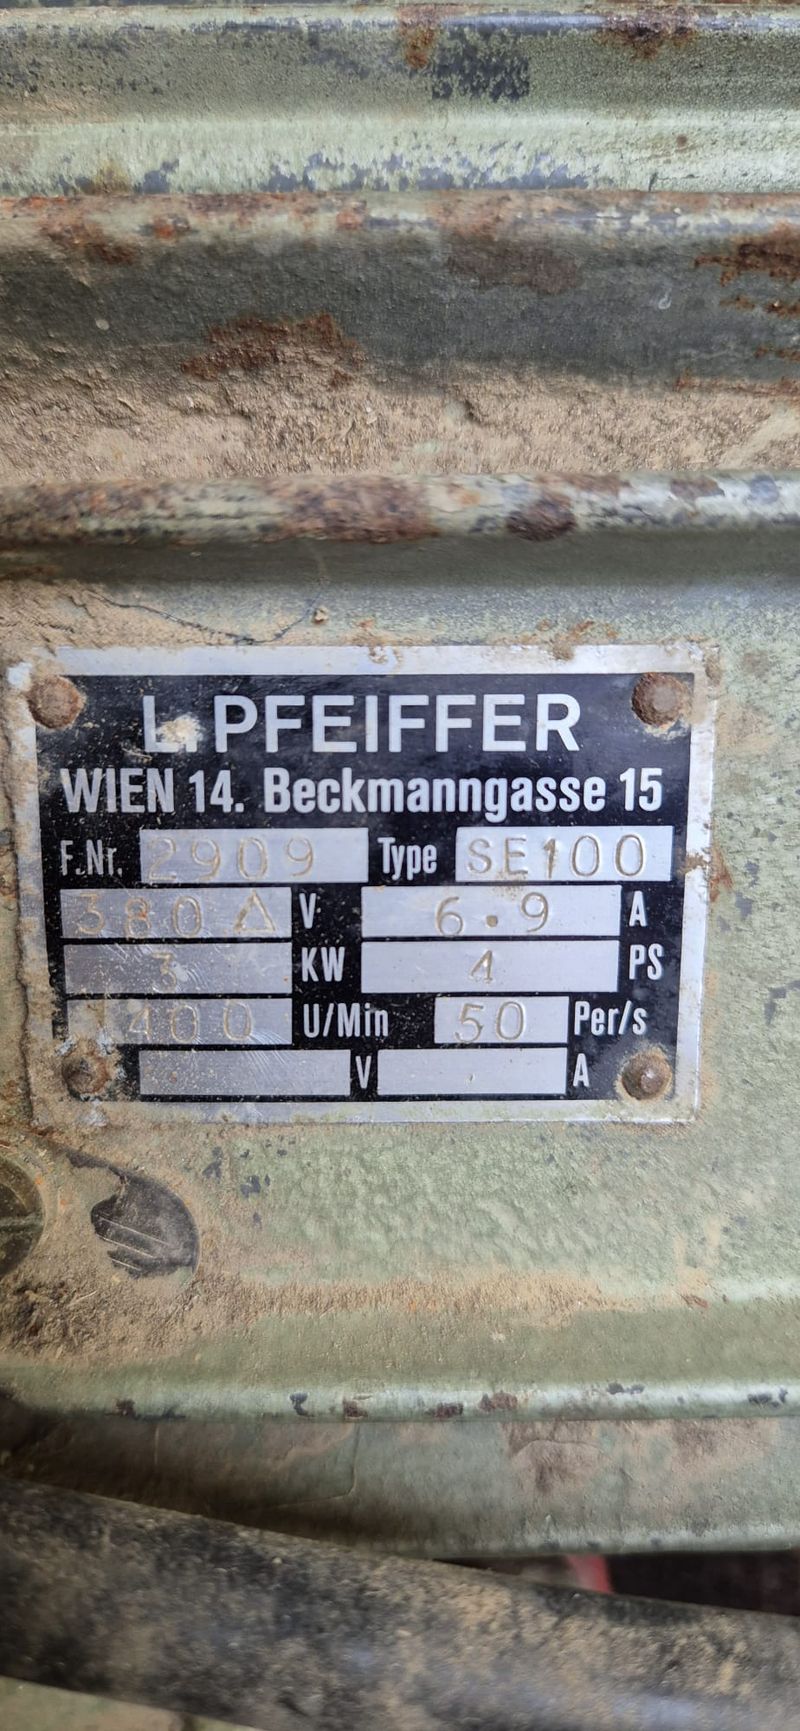 L. PFEIFFER
WIEN 14. Beckmanngasse 15
F.Nr. 2909 Type SE100
380 Δ V 6.9 A
3 KW 4 PS
1400 U/Min 50 Per/s
V A